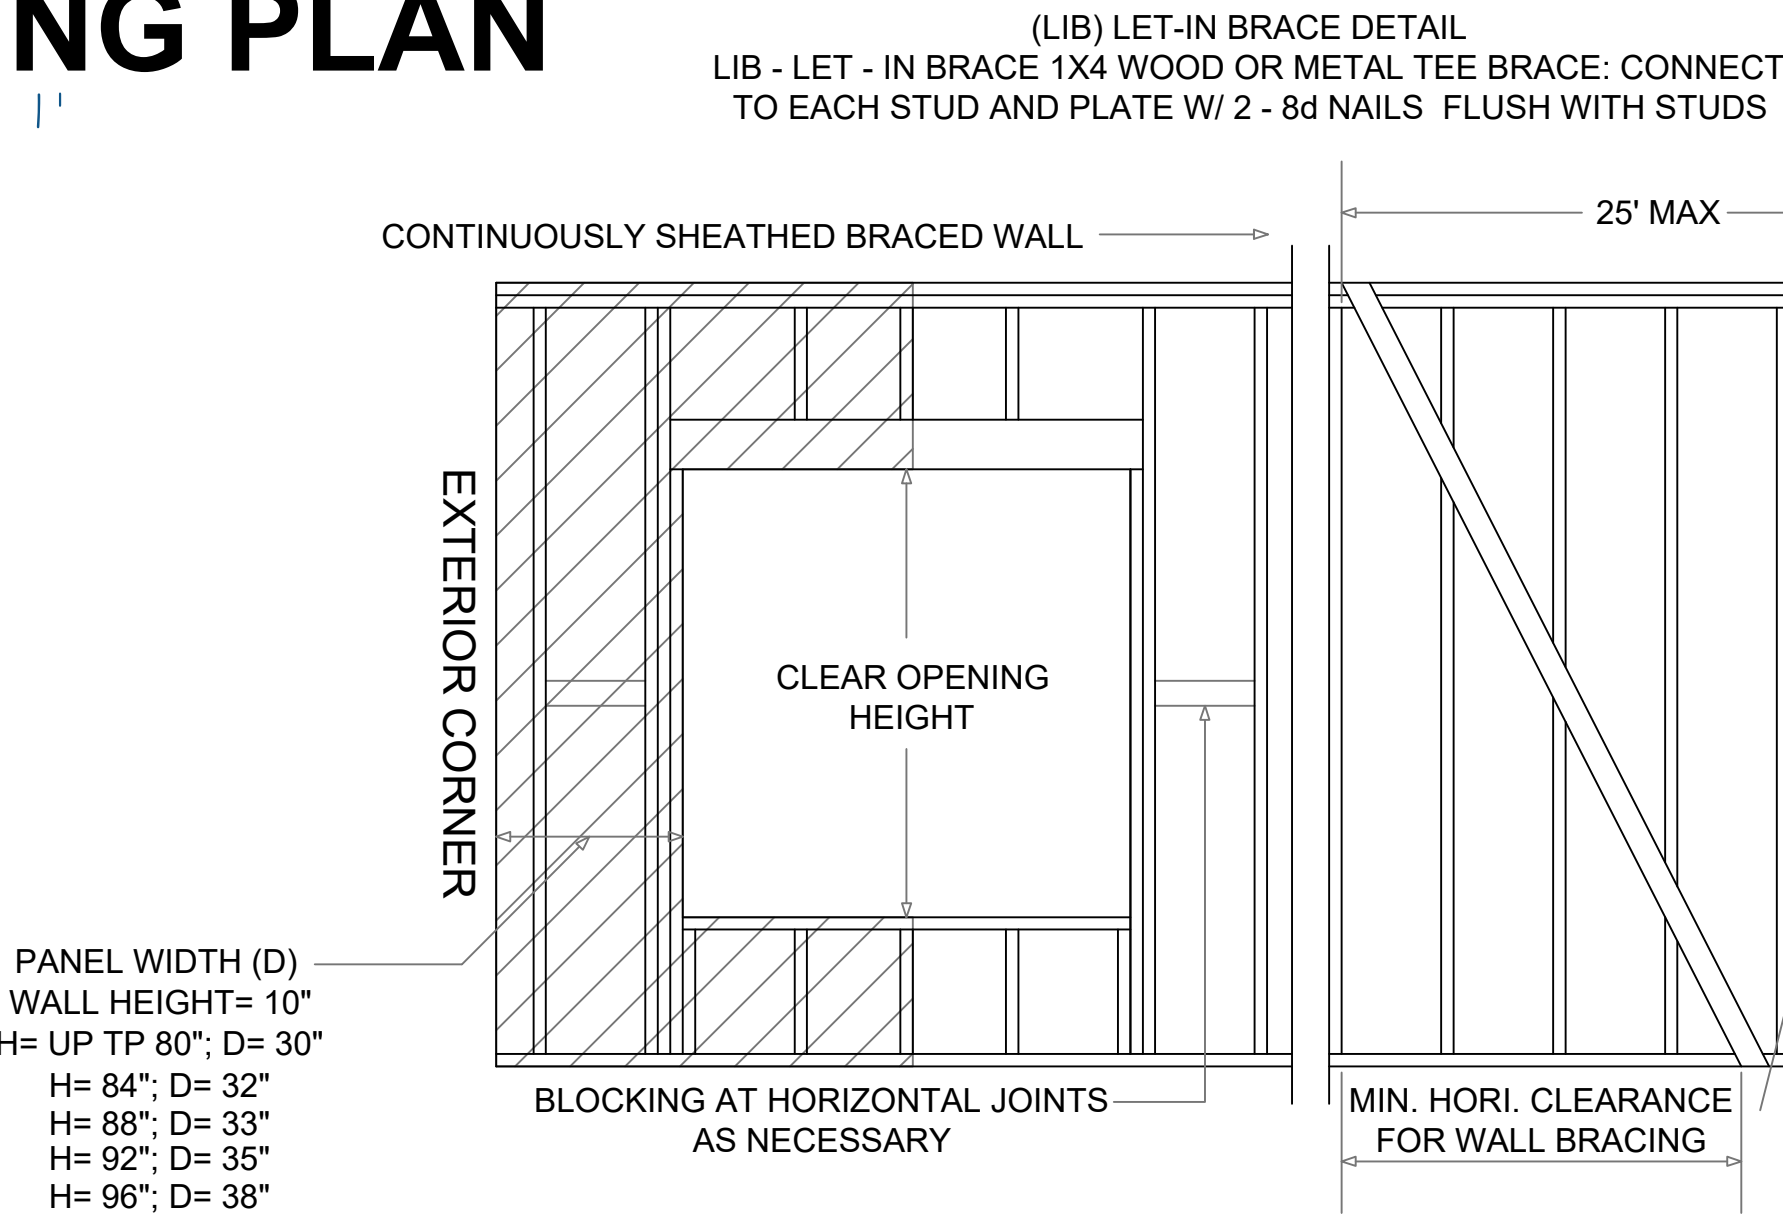 NG PLAN
(LIB) LET-IN BRACE DETAIL
LIB - LET - IN BRACE 1X4 WOOD OR METAL TEE BRACE: CONNECT
TO EACH STUD AND PLATE W/ 2 - 8d NAILS FLUSH WITH STUDS
25' MAX
CONTINUOUSLY SHEATHED BRACED WALL
EXTERIOR CORNER
CLEAR OPENING
HEIGHT
PANEL WIDTH (D)
WALL HEIGHT= 10"
H= UP TP 80"; D= 30"
H= 84"; D= 32"
H= 88"; D= 33"
H= 92"; D= 35"
H= 96"; D= 38"
BLOCKING AT HORIZONTAL JOINTS
AS NECESSARY
MIN. HORI. CLEARANCE
FOR WALL BRACING